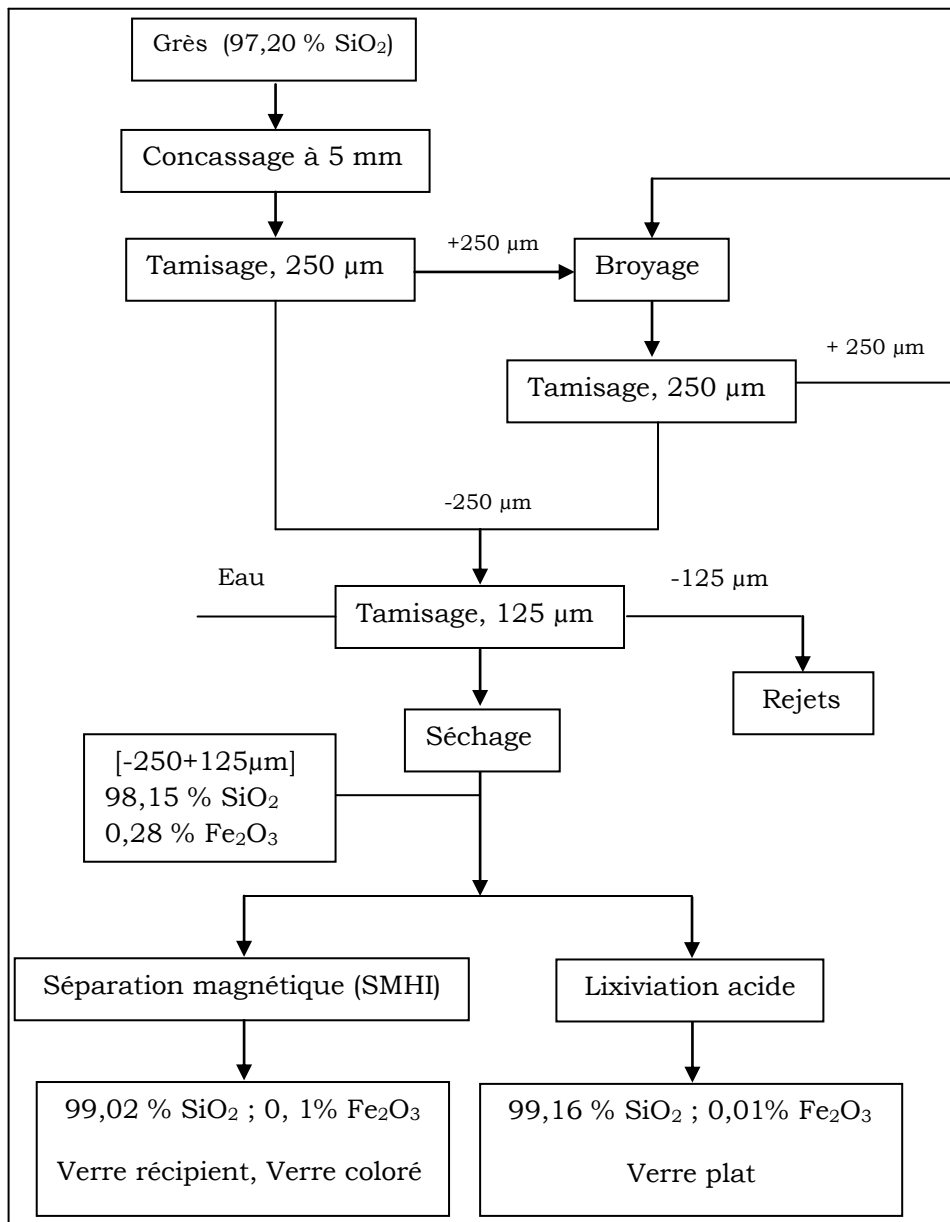 Grès (97,20 % SiO₂)
Concassage à 5 mm
Tamisage, 250 µm
+250 µm
Broyage
+ 250 µm
Tamisage, 250 µm
-250 µm
Eau
-125 µm
Tamisage, 125 µm
Rejets
Séchage
[-250+125µm]
98,15 % SiO₂
0,28 % Fe₂O₃
Séparation magnétique (SMHI)
Lixiviation acide
99,02 % SiO₂ ; 0, 1% Fe₂O₃
Verre récipient, Verre coloré
99,16 % SiO₂ ; 0,01% Fe₂O₃
Verre plat